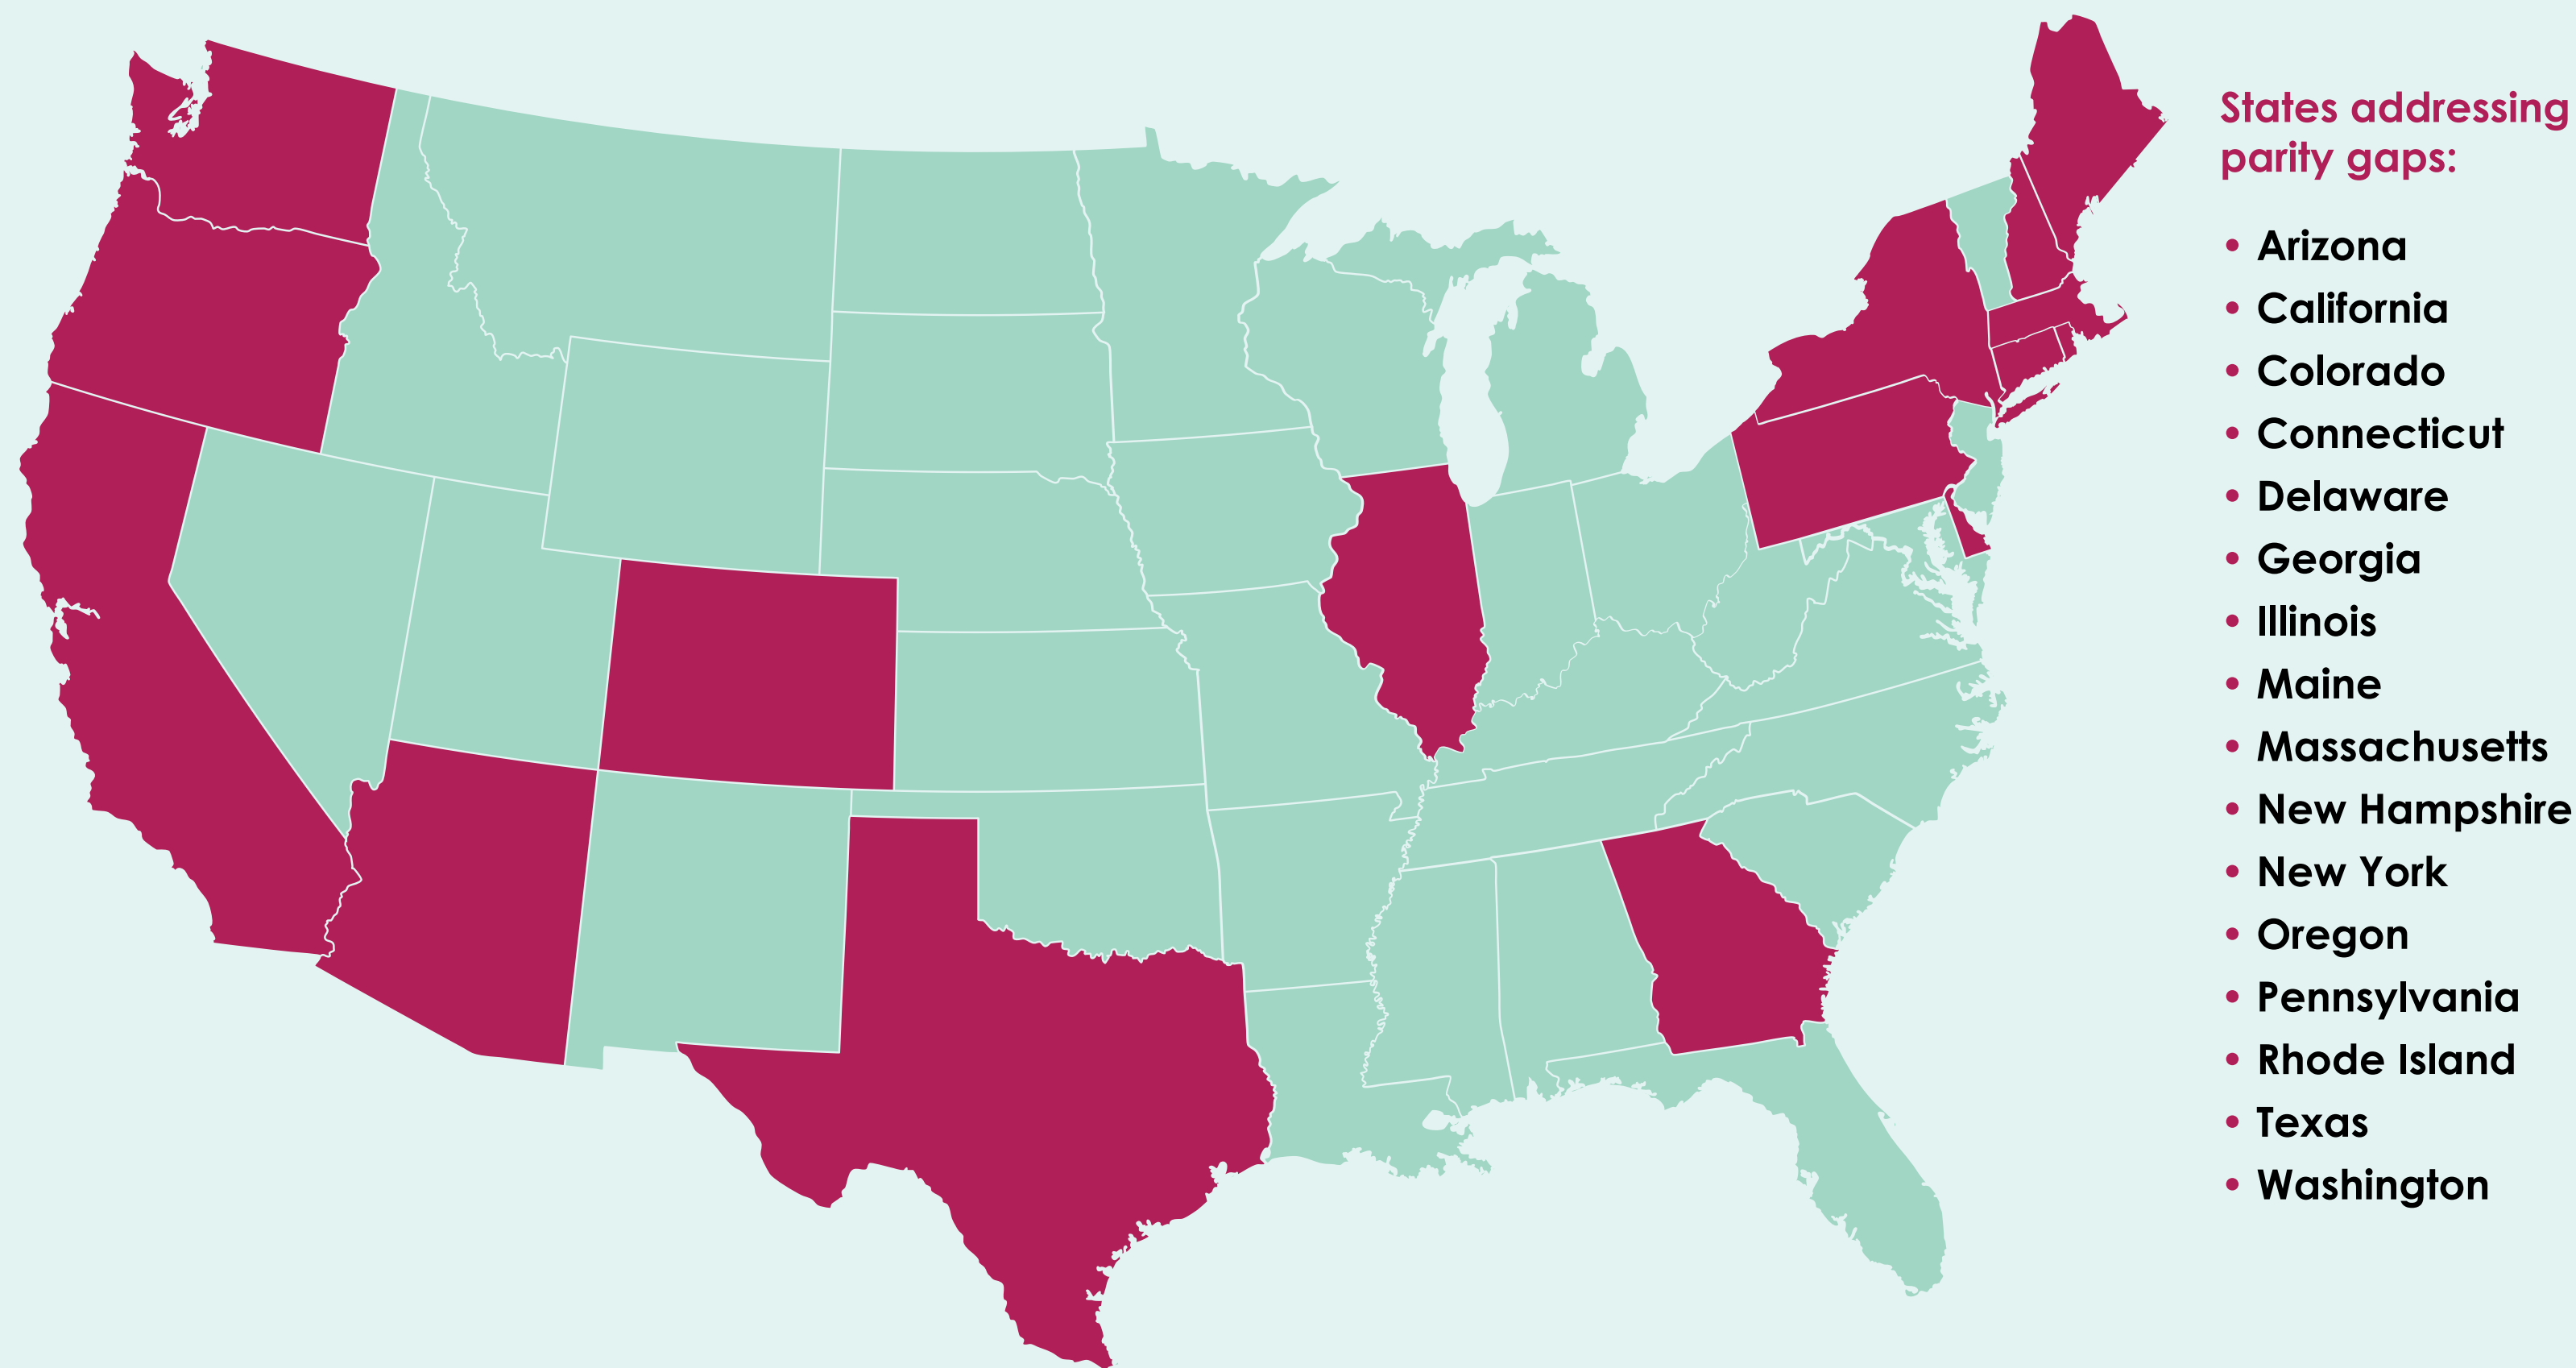 States addressing
parity gaps:
• Arizona
• California
• Colorado
• Connecticut
• Delaware
• Georgia
• Illinois
• Maine
• Massachusetts
• New Hampshire
• New York
• Oregon
• Pennsylvania
• Rhode Island
• Texas
• Washington